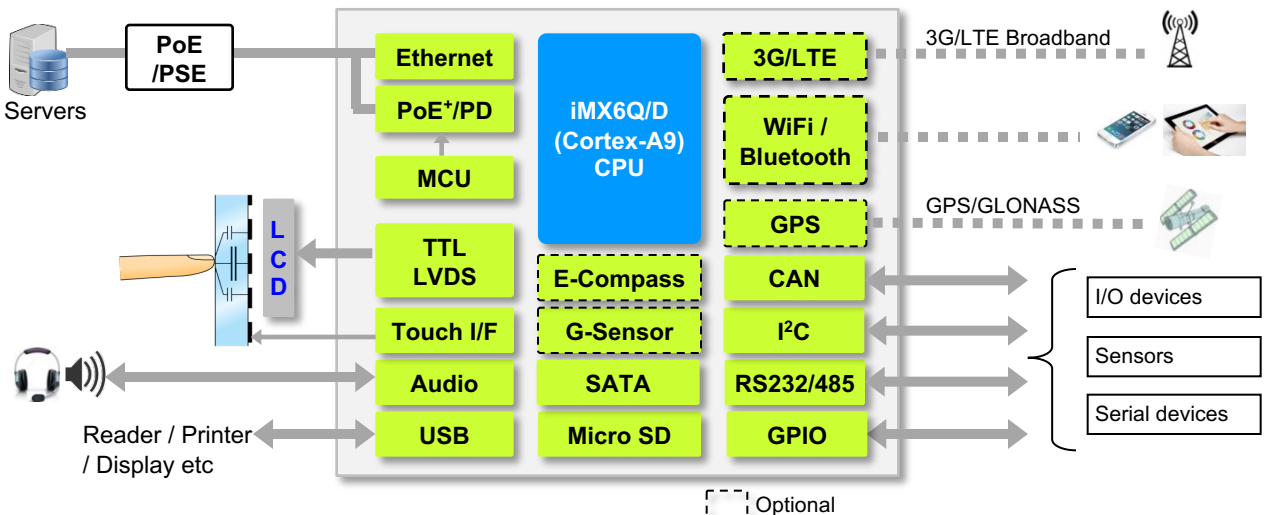 PoE
/PSE
Servers
Ethernet
PoE⁺/PD
MCU
TTL
LVDS
Touch I/F
Audio
USB
L
C
D
Reader / Printer
/ Display etc
iMX6Q/D
(Cortex-A9)
CPU
E-Compass
G-Sensor
SATA
Micro SD
3G/LTE
WiFi /
Bluetooth
GPS
CAN
I²C
RS232/485
GPIO
3G/LTE Broadband
GPS/GLONASS
I/O devices
Sensors
Serial devices
Optional